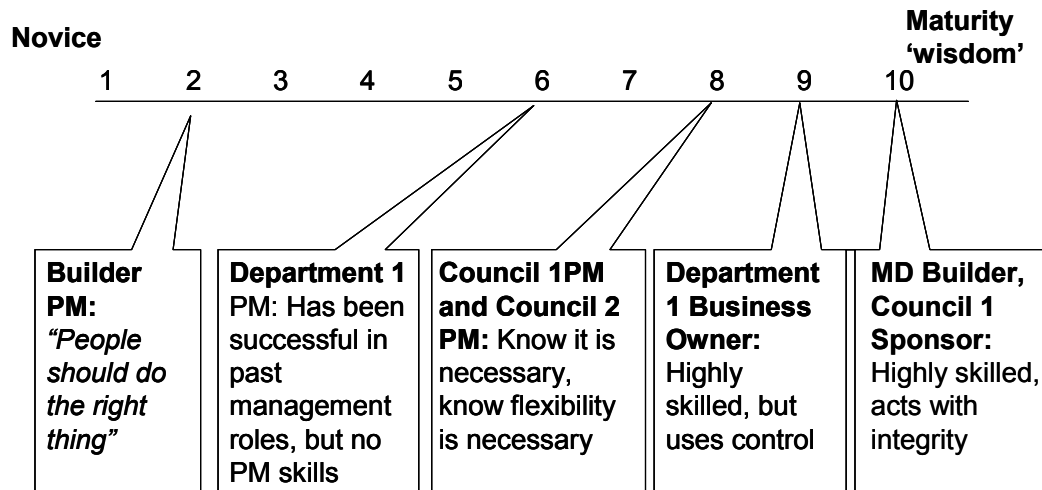 Novice
Maturity
‘wisdom’
1 2 3 4 5 6 7 8 9 10
Builder
PM:
“People
should do
the right
thing”
Department 1
PM: Has been
successful in
past
management
roles, but no
PM skills
Council 1PM
and Council 2
PM: Know it is
necessary,
know flexibility
is necessary
Department
1 Business
Owner:
Highly
skilled, but
uses control
MD Builder,
Council 1
Sponsor:
Highly skilled,
acts with
integrity